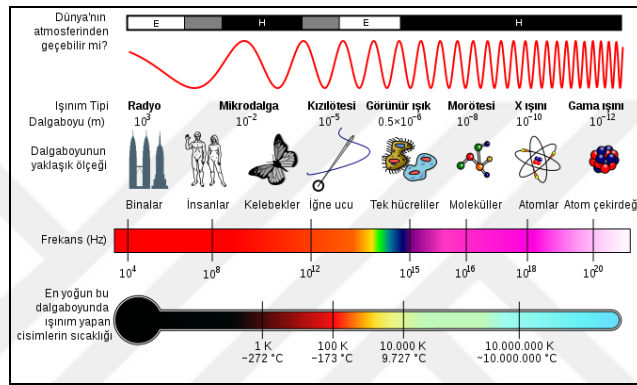 Dünya'nın
atmosferinden
geçebilir mi?
E H E H
Işınım Tipi Radyo Mikrodalga Kızılötesi Görünür ışık Morötesi X ışını Gama ışını
Dalgaboyu (m) 10³ 10⁻² 10⁻⁵ 0.5×10⁻⁶ 10⁻⁸ 10⁻¹⁰ 10⁻¹²
Dalgaboyunun
yaklaşık ölçeği
Binalar İnsanlar Kelebekler İğne ucu Tek hücreliler Moleküller Atomlar Atom çekirdeğ
Frekans (Hz)
10⁴ 10⁸ 10¹² 10¹⁵ 10¹⁶ 10¹⁸ 10²⁰
En yoğun bu
dalgaboyunda
ışınım yapan
cisimlerin sıcaklığı
1 K 100 K 10.000 K 10.000.000 K
−272 °C −173 °C 9.727 °C ~10.000.000 °C